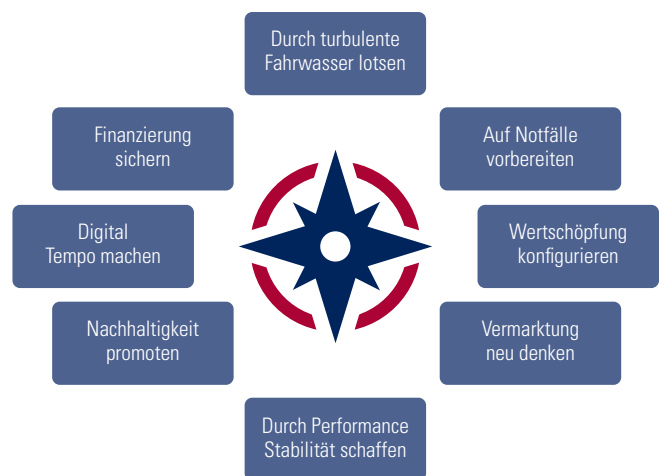 Durch turbulente
Fahrwasser lotsen
Finanzierung
sichern
Auf Notfälle
vorbereiten
Digital
Tempo machen
Wertschöpfung
konfigurieren
Nachhaltigkeit
promoten
Vermarktung
neu denken
Durch Performance
Stabilität schaffen